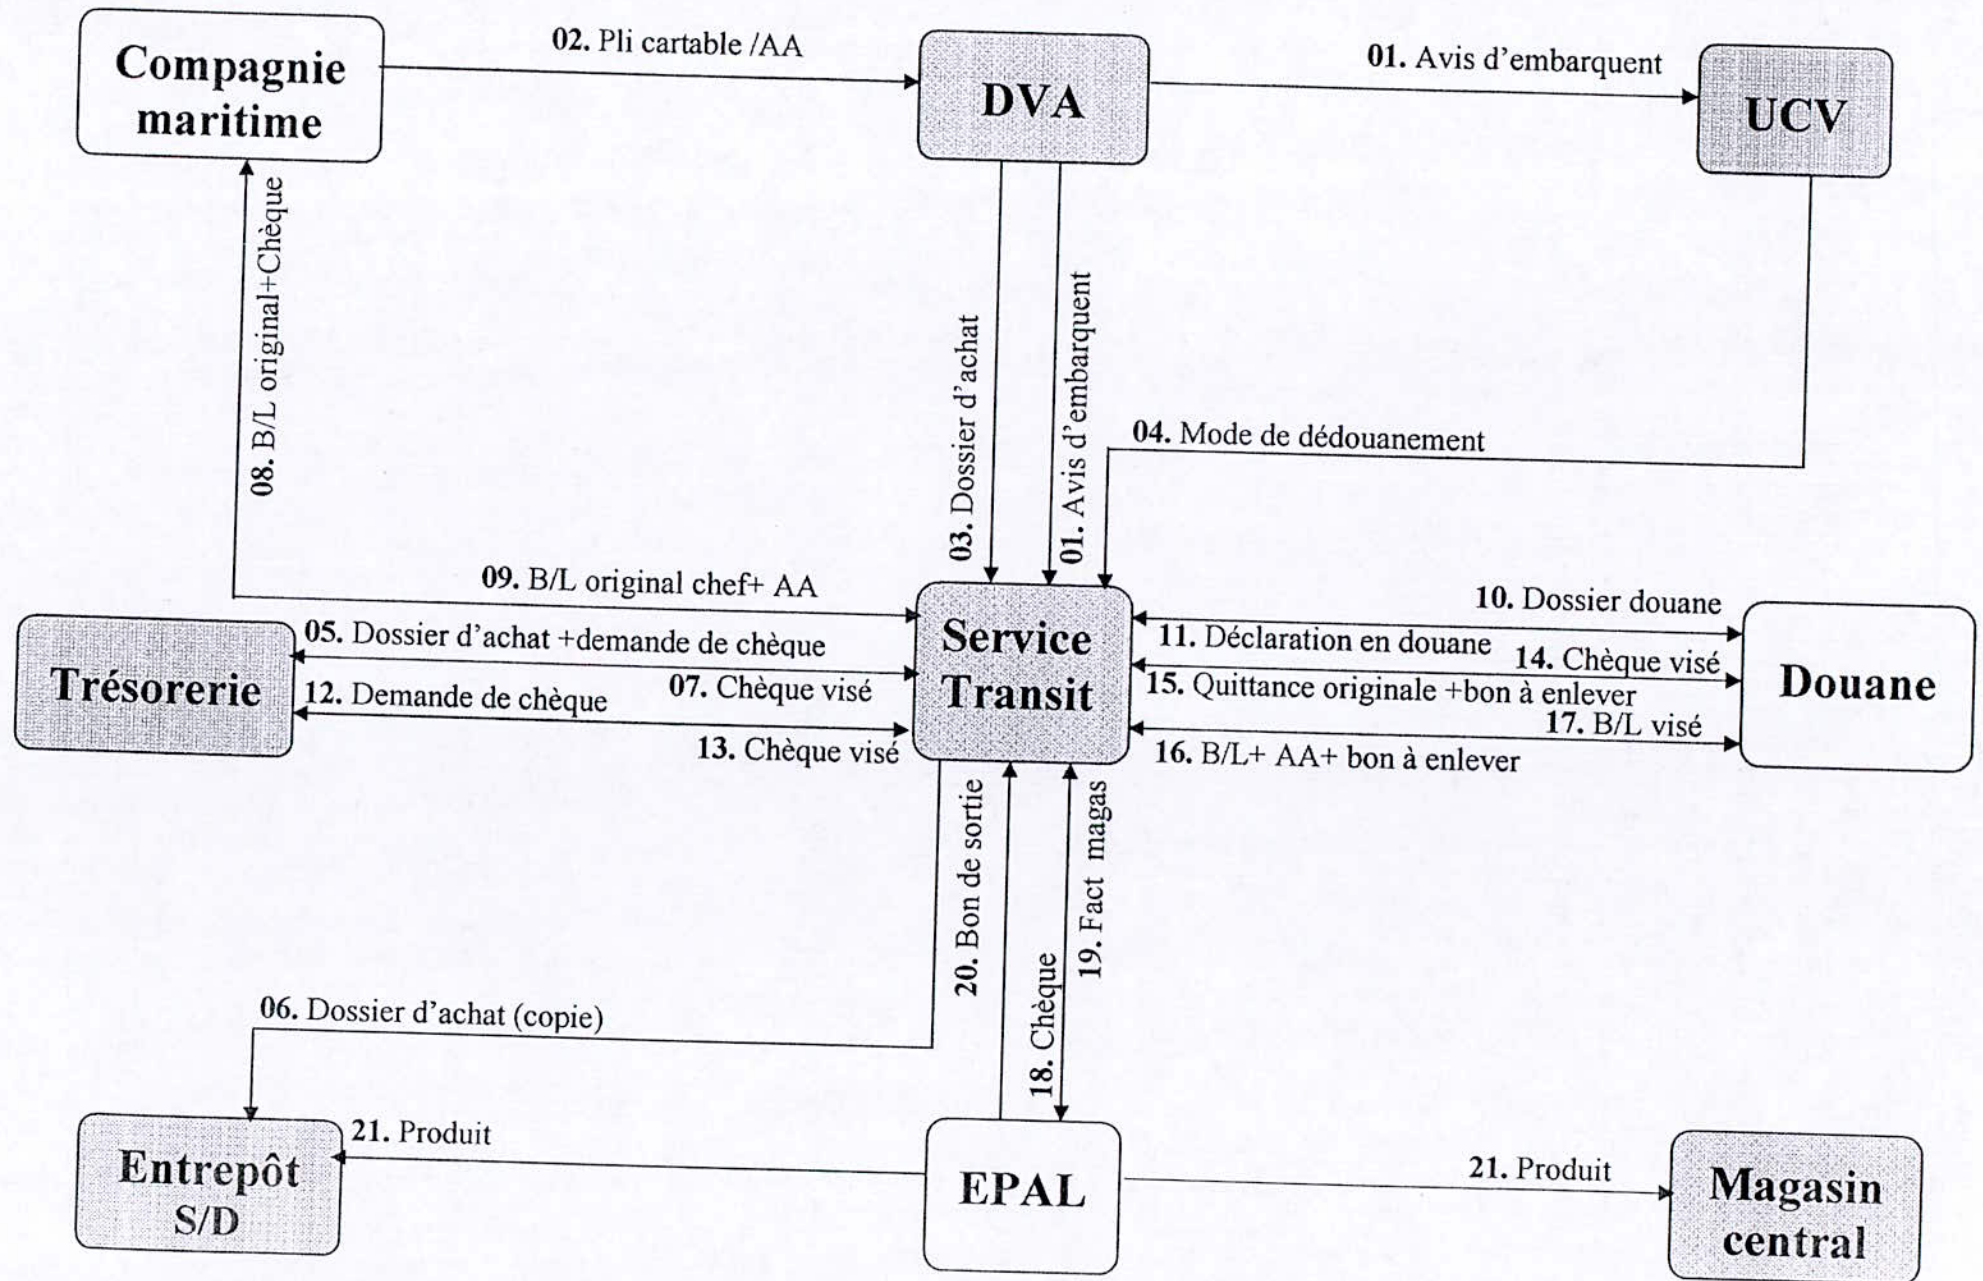 Compagnie
maritime
02. Pli cartable /AA
DVA
01. Avis d'embarquent
UCV
08. B/L original+Chèque
03. Dossier d'achat
01. Avis d'embarquent
04. Mode de dédouanement
09. B/L original chef+ AA
Trésorerie
05. Dossier d'achat +demande de chèque
07. Chèque visé
12. Demande de chèque
13. Chèque visé
Service
Transit
10. Dossier douane
11. Déclaration en douane
14. Chèque visé
15. Quittance originale +bon à enlever
17. B/L visé
16. B/L+ AA+ bon à enlever
Douane
20. Bon de sortie
18. Chèque
19. Fact magas
06. Dossier d'achat (copie)
Entrepôt
S/D
21. Produit
EPAL
21. Produit
Magasin
central